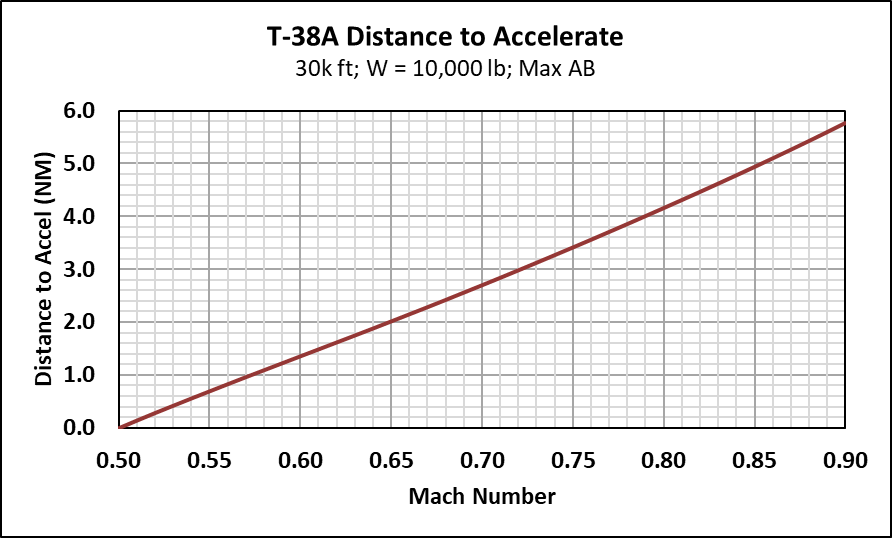 T-38A Distance to Accelerate
30k ft; W = 10,000 lb; Max AB
Distance to Accel (NM)
6.0
5.0
4.0
3.0
2.0
1.0
0.0
0.50 0.55 0.60 0.65 0.70 0.75 0.80 0.85 0.90
Mach Number